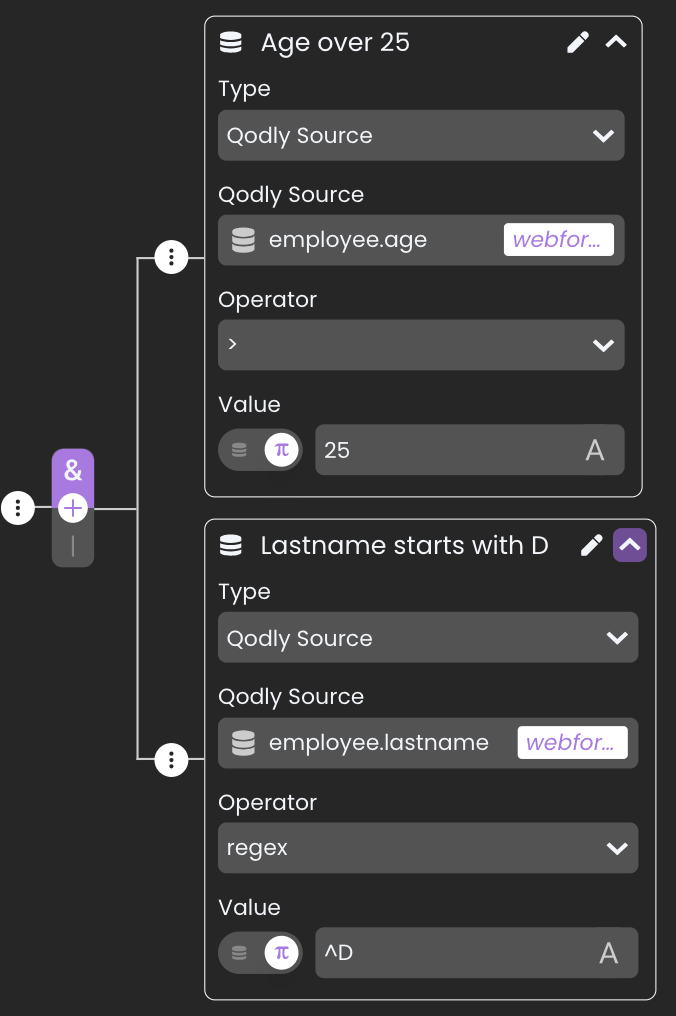 Age over 25
Type
Qodly Source
Qodly Source
employee.age webfor...
Operator
>
Value
π 25 A
&
+
|
Lastname starts with D
Type
Qodly Source
Qodly Source
employee.lastname webfor...
Operator
regex
Value
π ^D A